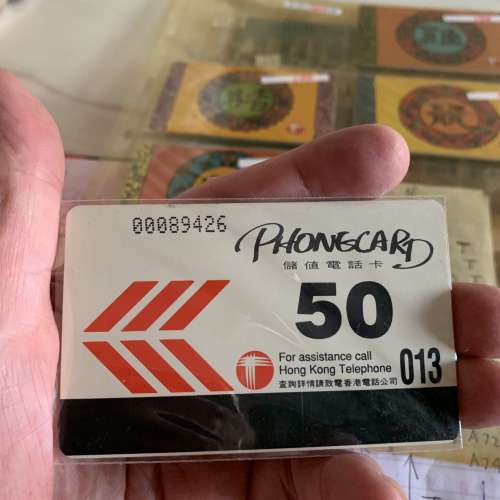 00089426
PHONECARD
儲值電話卡
50
For assistance call
Hong Kong Telephone
查詢詳情請致電香港電話公司
013